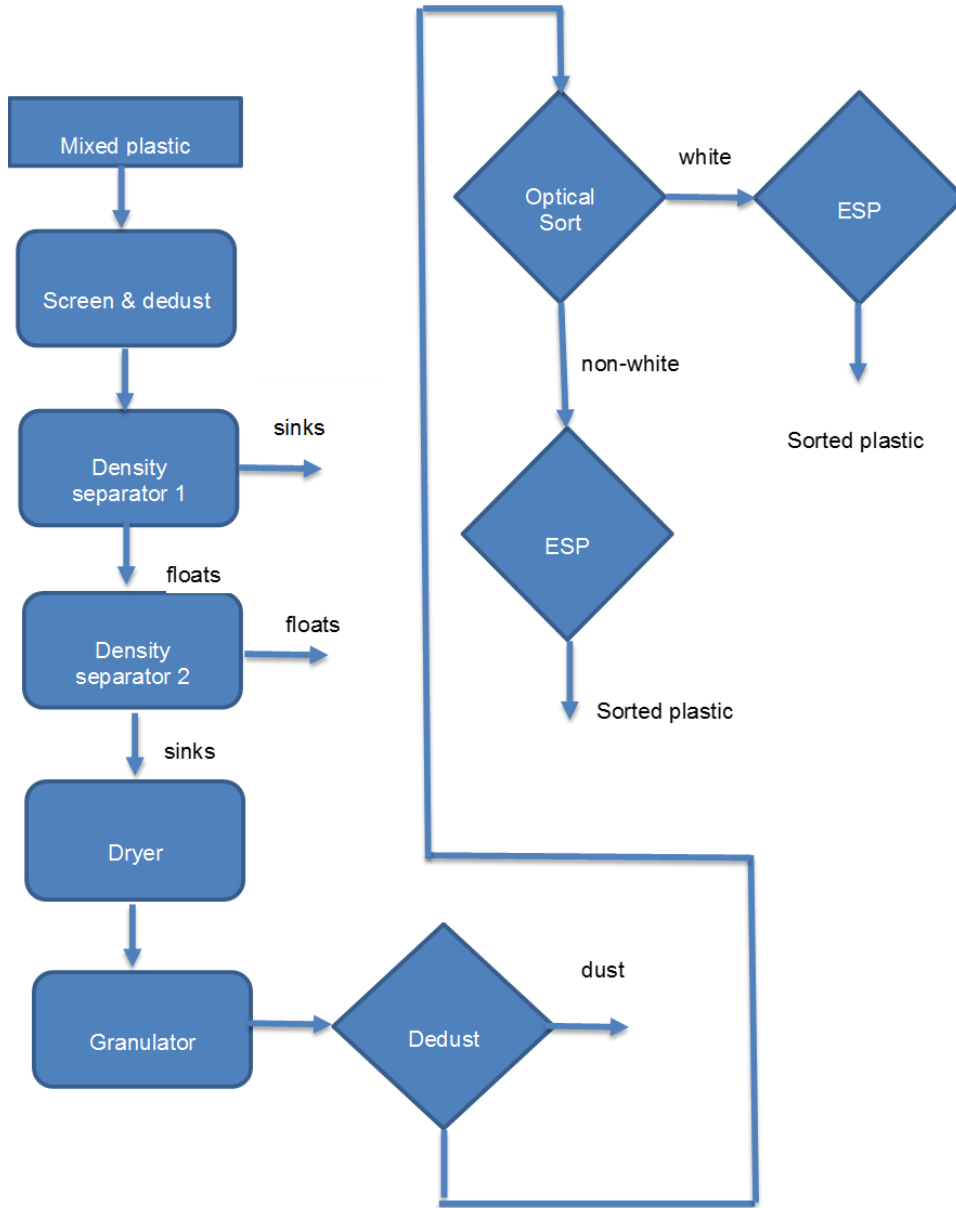 Mixed plastic
Screen & dedust
Density
separator 1
sinks
floats
Density
separator 2
floats
sinks
Dryer
Granulator
Dedust
dust
Optical
Sort
white
ESP
Sorted plastic
non-white
ESP
Sorted plastic